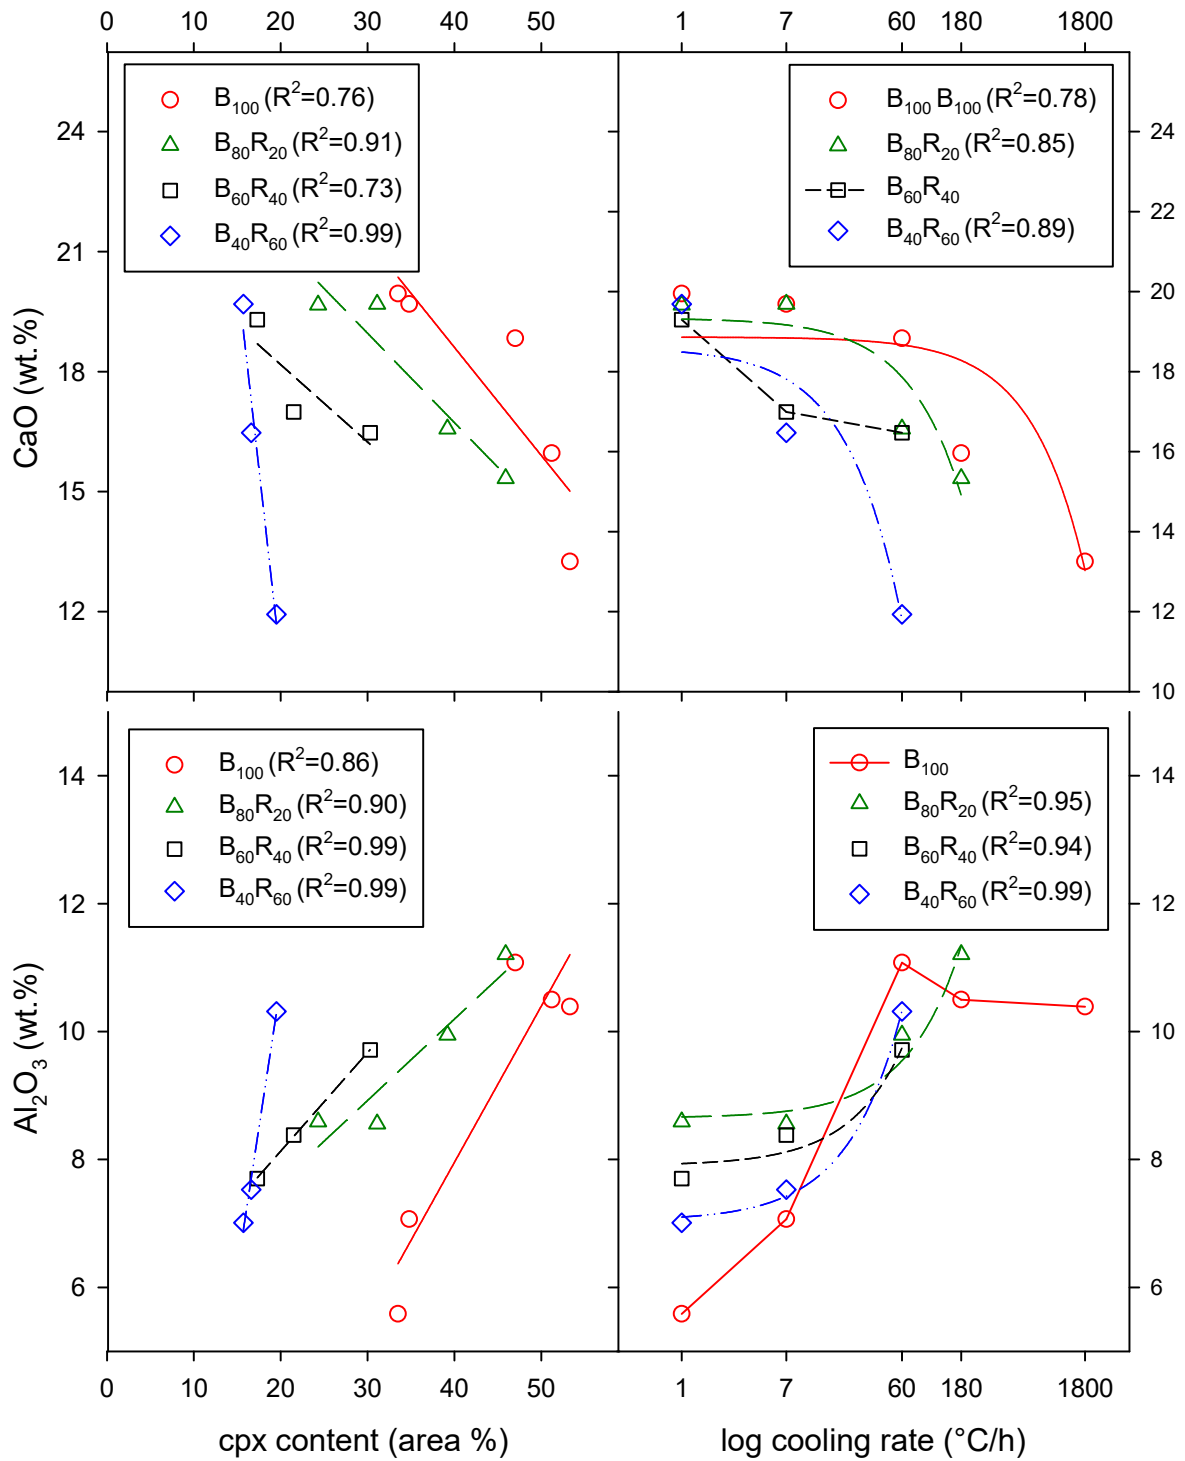 0 10 20 30 40 50 1 7 60 180 1800
B₁₀₀ (R²=0.76)
B₈₀R₂₀ (R²=0.91)
B₆₀R₄₀ (R²=0.73)
B₄₀R₆₀ (R²=0.99)
B₁₀₀ B₁₀₀ (R²=0.78)
B₈₀R₂₀ (R²=0.85)
B₆₀R₄₀
B₄₀R₆₀ (R²=0.89)
CaO (wt.%)
24
21
18
15
12
24
22
20
18
16
14
12
10
B₁₀₀ (R²=0.86)
B₈₀R₂₀ (R²=0.90)
B₆₀R₄₀ (R²=0.99)
B₄₀R₆₀ (R²=0.99)
B₁₀₀
B₈₀R₂₀ (R²=0.95)
B₆₀R₄₀ (R²=0.94)
B₄₀R₆₀ (R²=0.99)
Al₂O₃ (wt.%)
14
12
10
8
6
14
12
10
8
6
0 10 20 30 40 50 1 7 60 180 1800
cpx content (area %)
log cooling rate (°C/h)